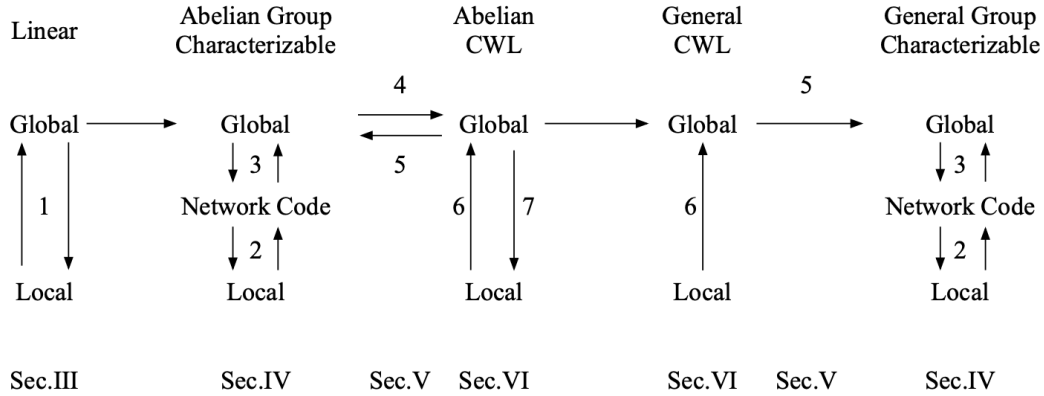 Linear
Abelian Group
Characterizable
Abelian
CWL
General
CWL
General Group
Characterizable
4
5
Global
Global
Global
Global
Global
5
3
3
1
Network Code
6
7
6
Network Code
2
2
Local
Local
Local
Local
Local
Sec.III
Sec.IV
Sec.V
Sec.VI
Sec.VI
Sec.V
Sec.IV